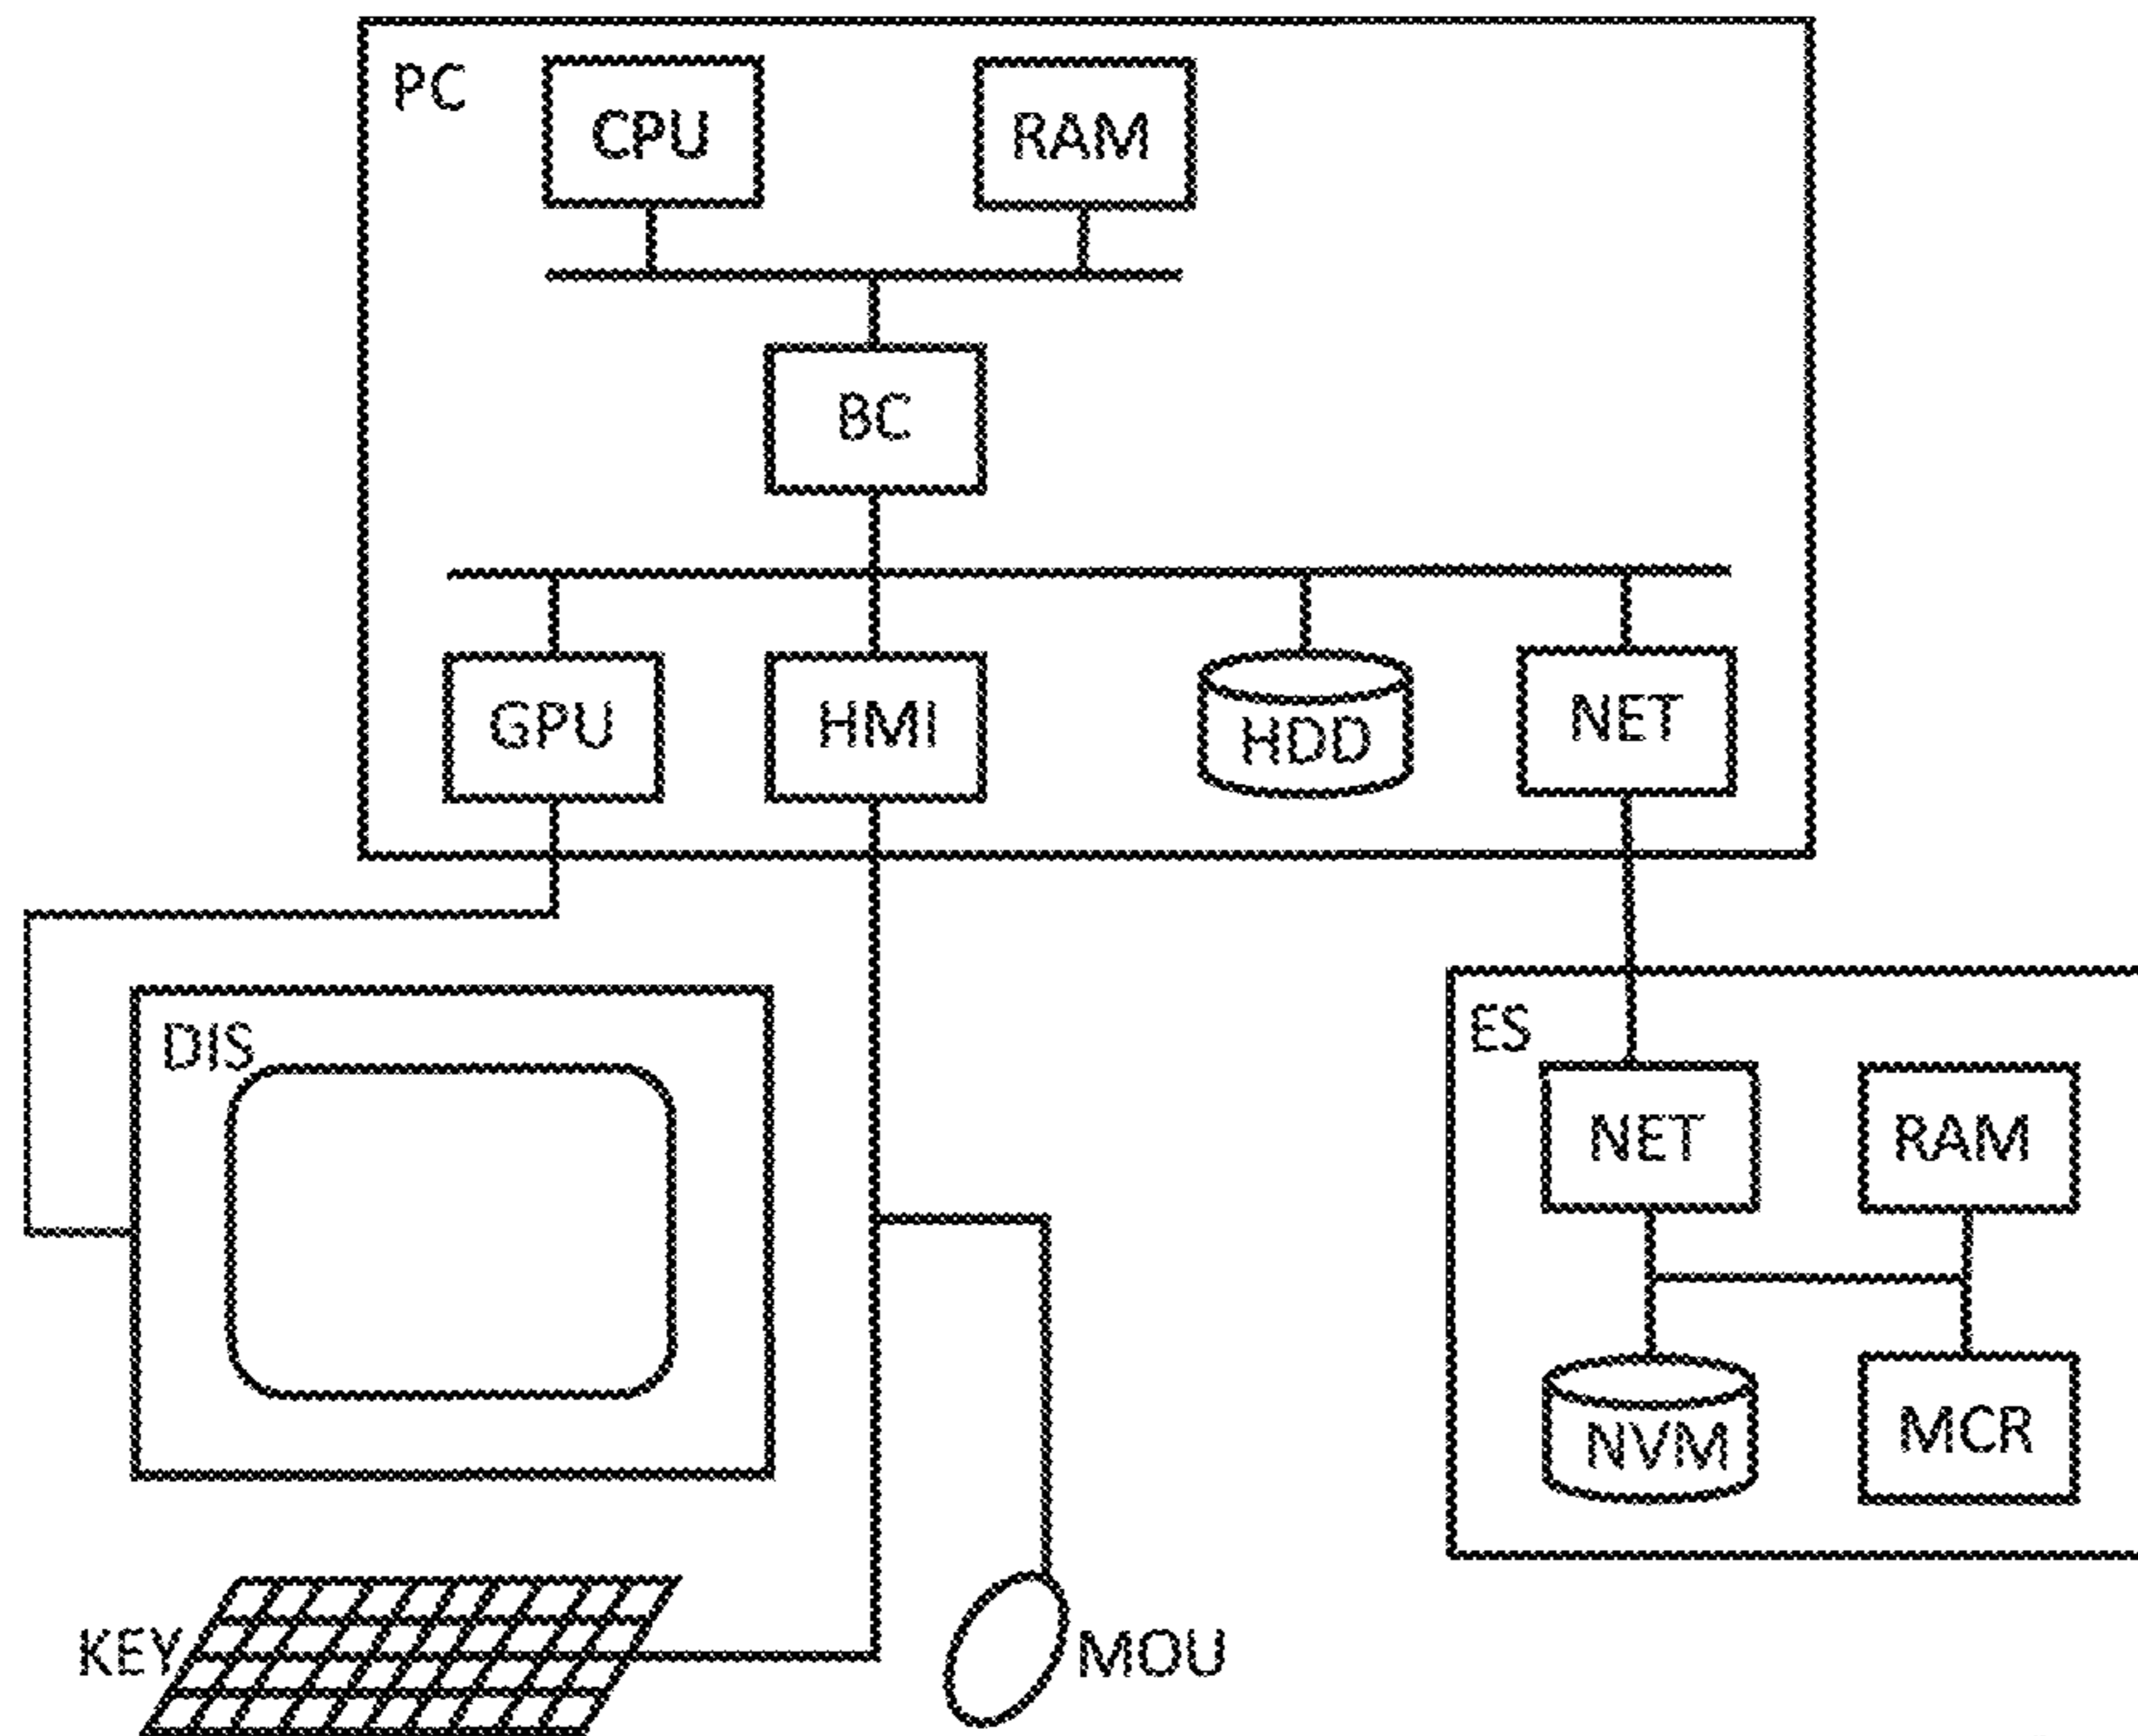 PC
CPU
RAM
BC
GPU
HMI
HDD
NET
DIS
ES
NET
RAM
NVM
MCR
KEY
MOU